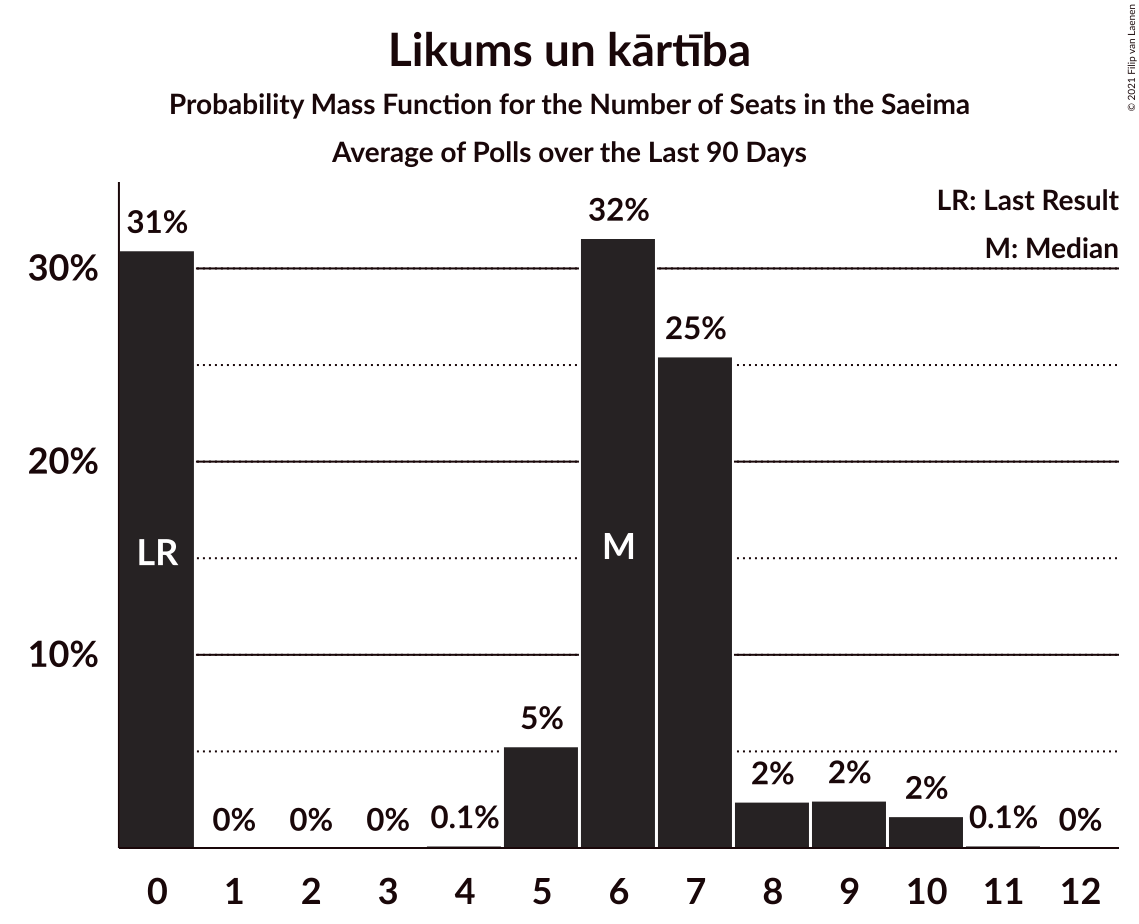 Likums un kārtība
Probability Mass Function for the Number of Seats in the Saeima
Average of Polls over the Last 90 Days
© 2021 Filip van Laenen
LR: Last Result
M: Median
31%
0%
0%
0%
0.1%
5%
32%
25%
2%
2%
2%
0.1%
0%
LR
M
30%
20%
10%
0 1 2 3 4 5 6 7 8 9 10 11 12